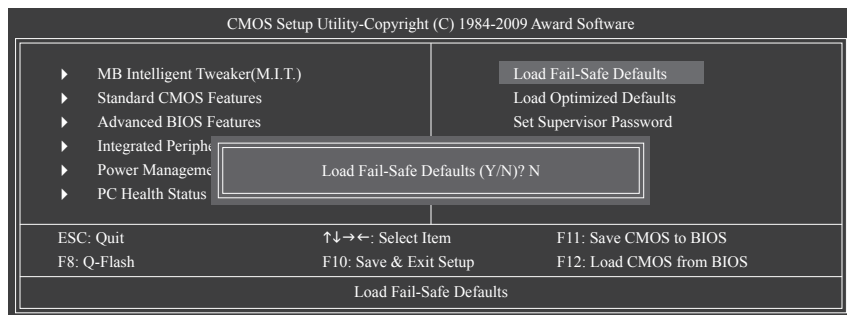 CMOS Setup Utility-Copyright (C) 1984-2009 Award Software
MB Intelligent Tweaker(M.I.T.)
Standard CMOS Features
Advanced BIOS Features
Integrated Periphe
Power Manageme
PC Health Status
Load Fail-Safe Defaults
Load Optimized Defaults
Set Supervisor Password
Load Fail-Safe Defaults (Y/N)? N
ESC: Quit ↑↓→←: Select Item F11: Save CMOS to BIOS
F8: Q-Flash F10: Save & Exit Setup F12: Load CMOS from BIOS
Load Fail-Safe Defaults